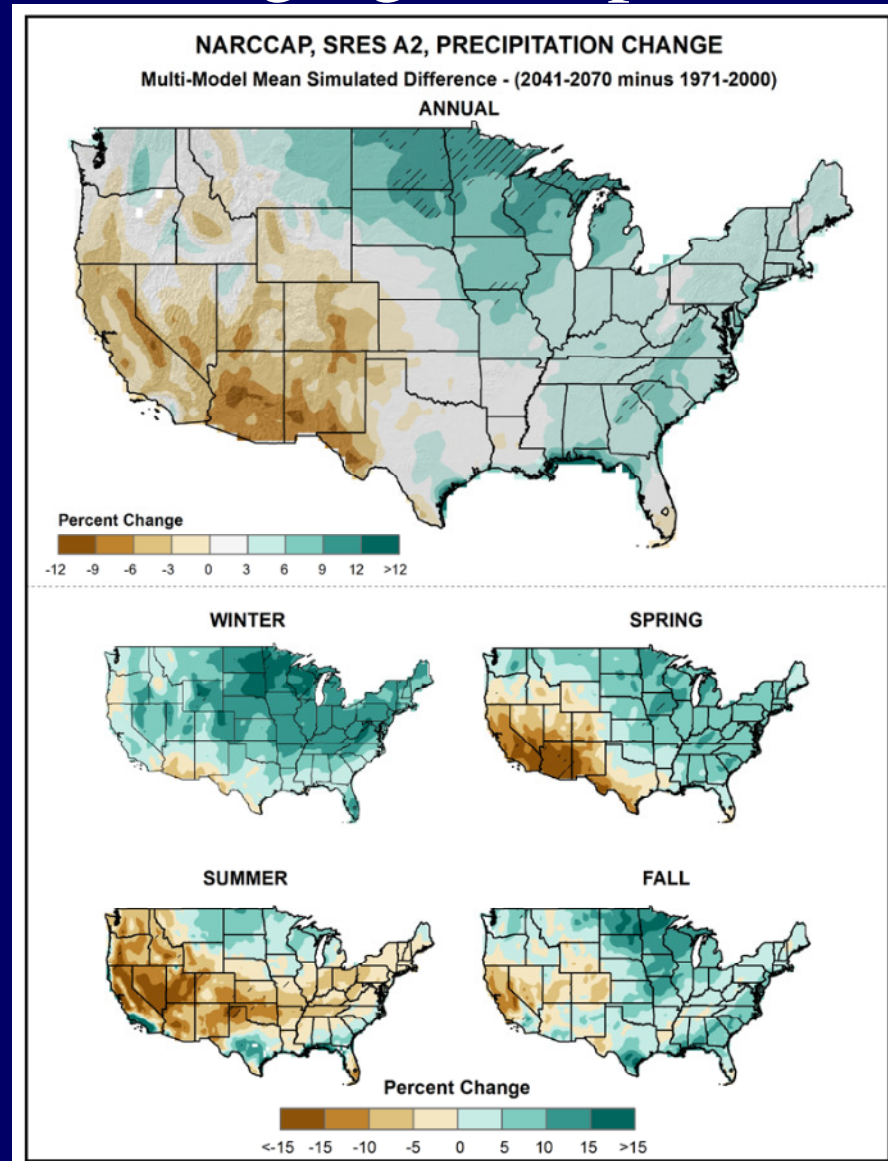 NARCCAP, SRES A2, PRECIPITATION CHANGE
Multi-Model Mean Simulated Difference - (2041-2070 minus 1971-2000)
ANNUAL
Percent Change
-12 -9 -6 -3 0 3 6 9 12 >12
WINTER SPRING
SUMMER FALL
Percent Change
<-15 -15 -10 -5 0 5 10 15 >15